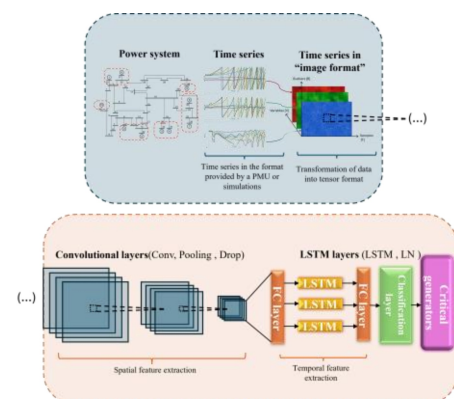 Power system
Time series
Time series in
“image format”
(...)
Time series in the format
provided by a PMU or
simulations
Transformation of data
into tensor format
Convolutional layers(Conv, Pooling , Drop)
LSTM layers (LSTM , LN )
(...)
FC layer
LSTM
LSTM
LSTM
FC layer
Classification
layer
Critical
generators
Spatial feature extraction
Temporal feature
extraction